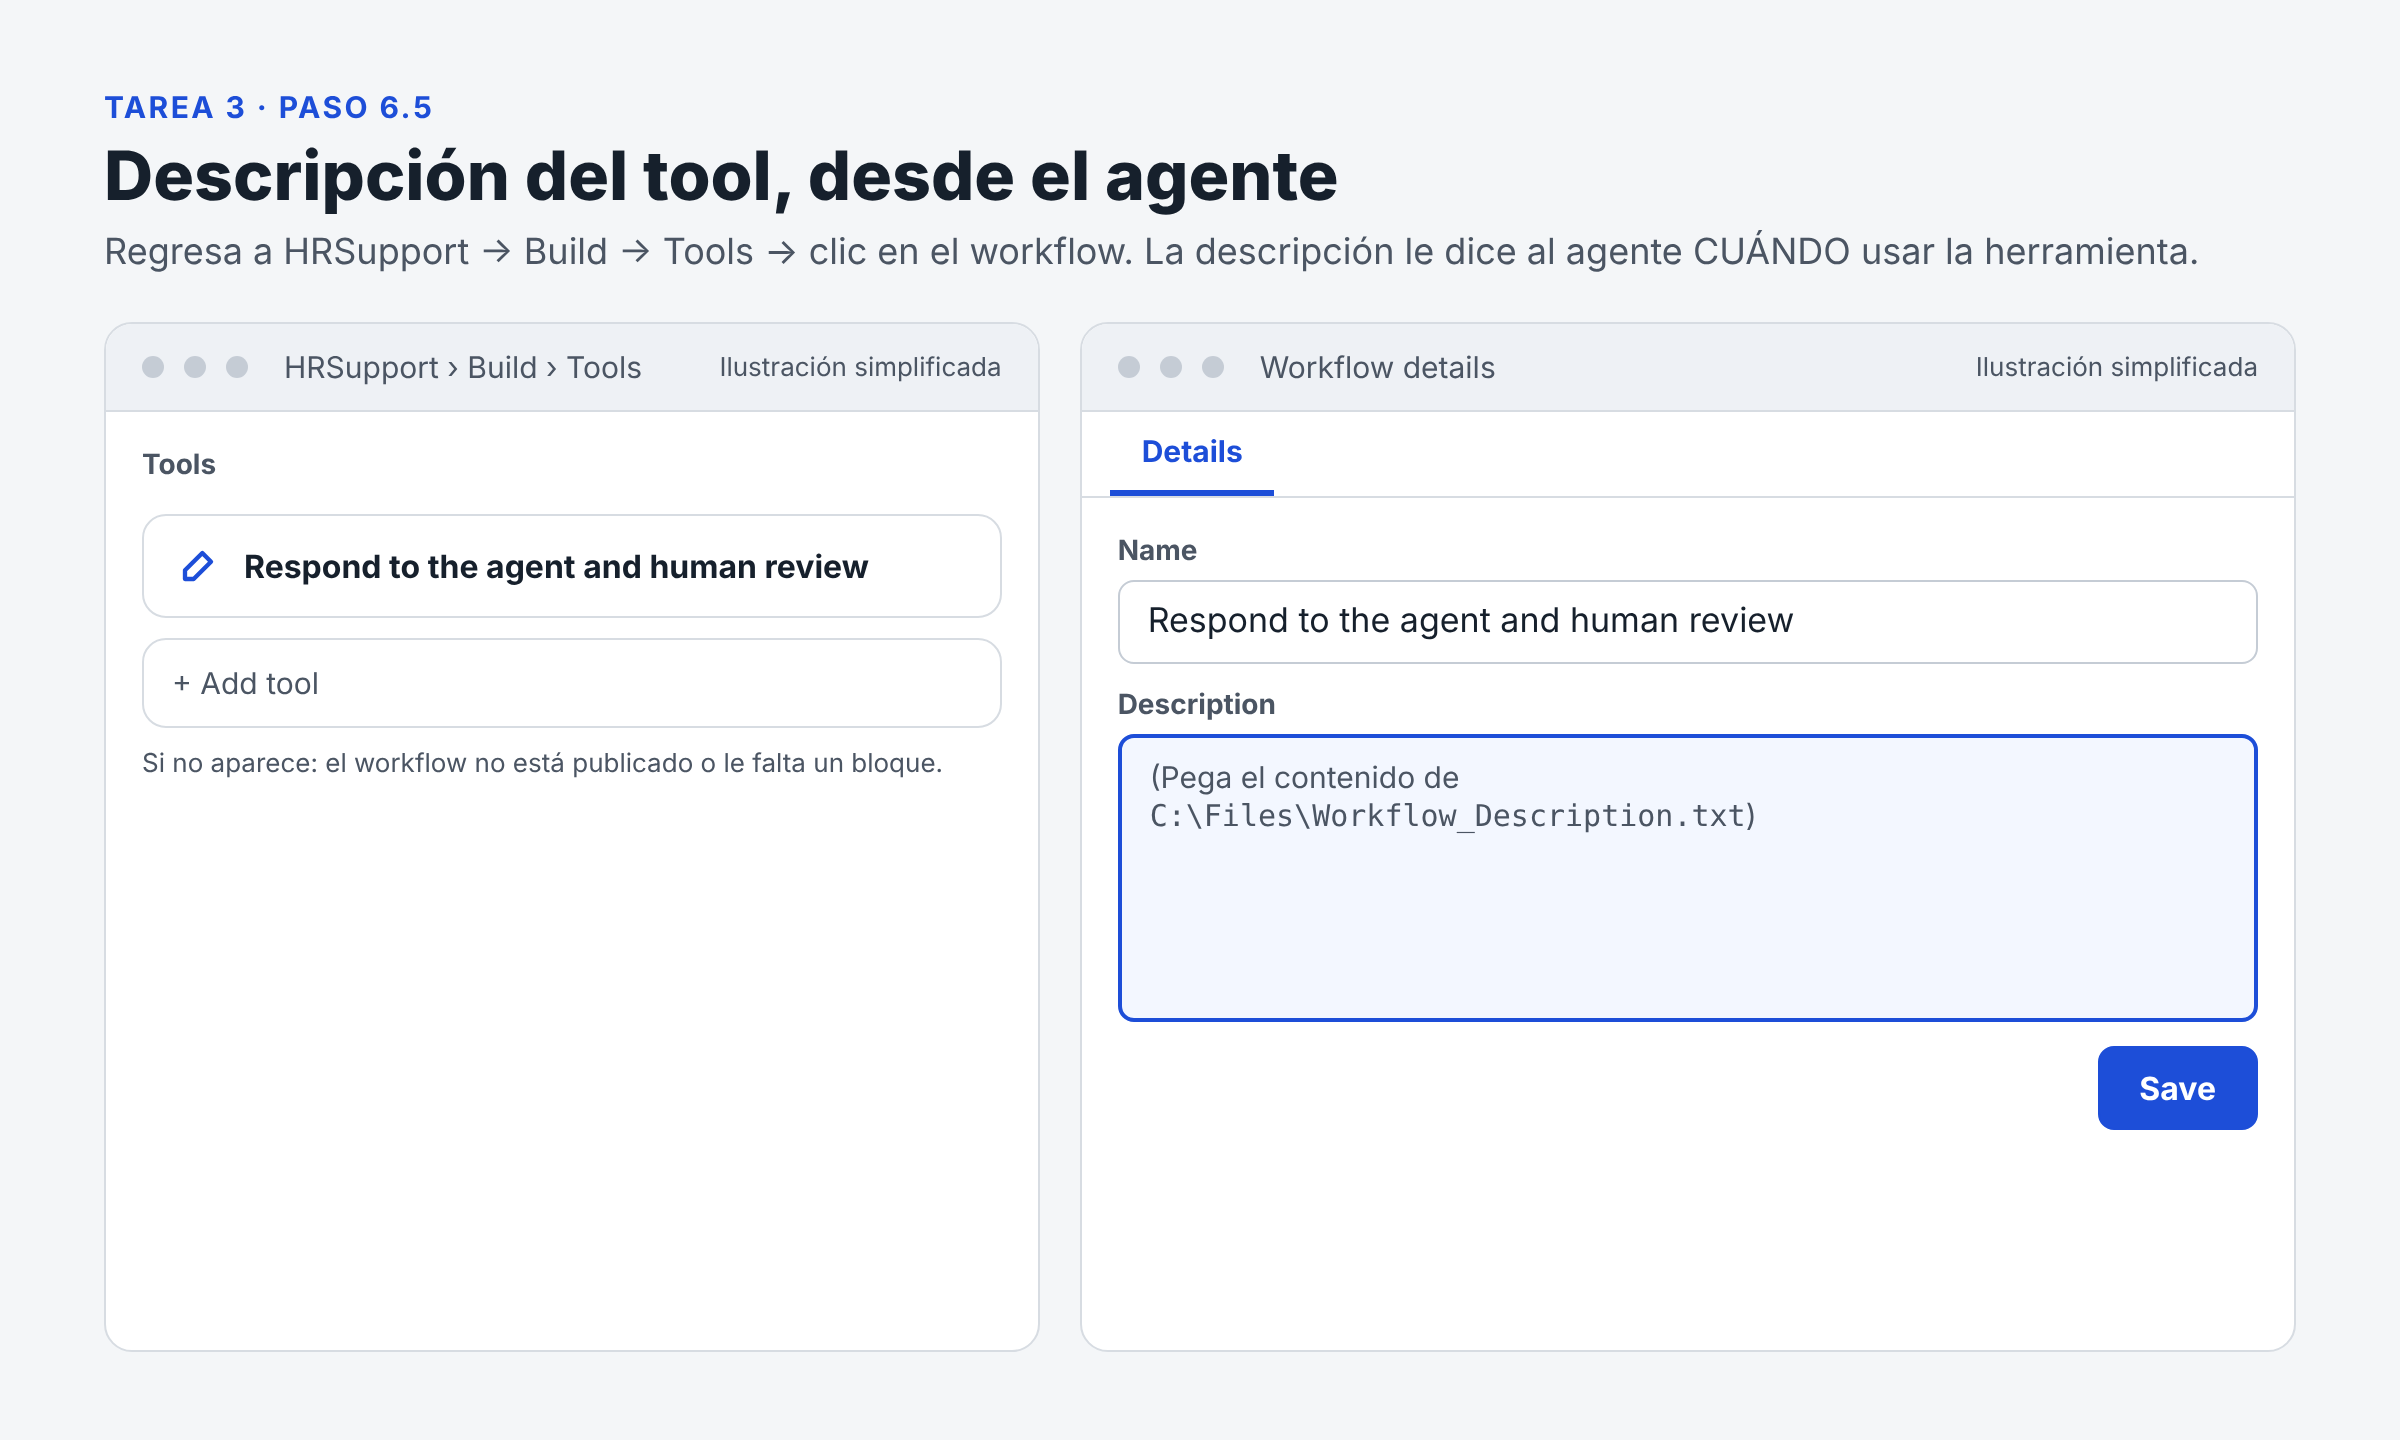 TAREA 3 · PASO 6.5
Descripción del tool, desde el agente
Regresa a HRSupport → Build → Tools → clic en el workflow. La descripción le dice al agente CUÁNDO usar la herramienta.
HRSupport › Build › Tools
Ilustración simplificada
Tools
Respond to the agent and human review
+ Add tool
Si no aparece: el workflow no está publicado o le falta un bloque.
Workflow details
Ilustración simplificada
Details
Name
Respond to the agent and human review
Description
(Pega el contenido de
C:\Files\Workflow_Description.txt)
Save